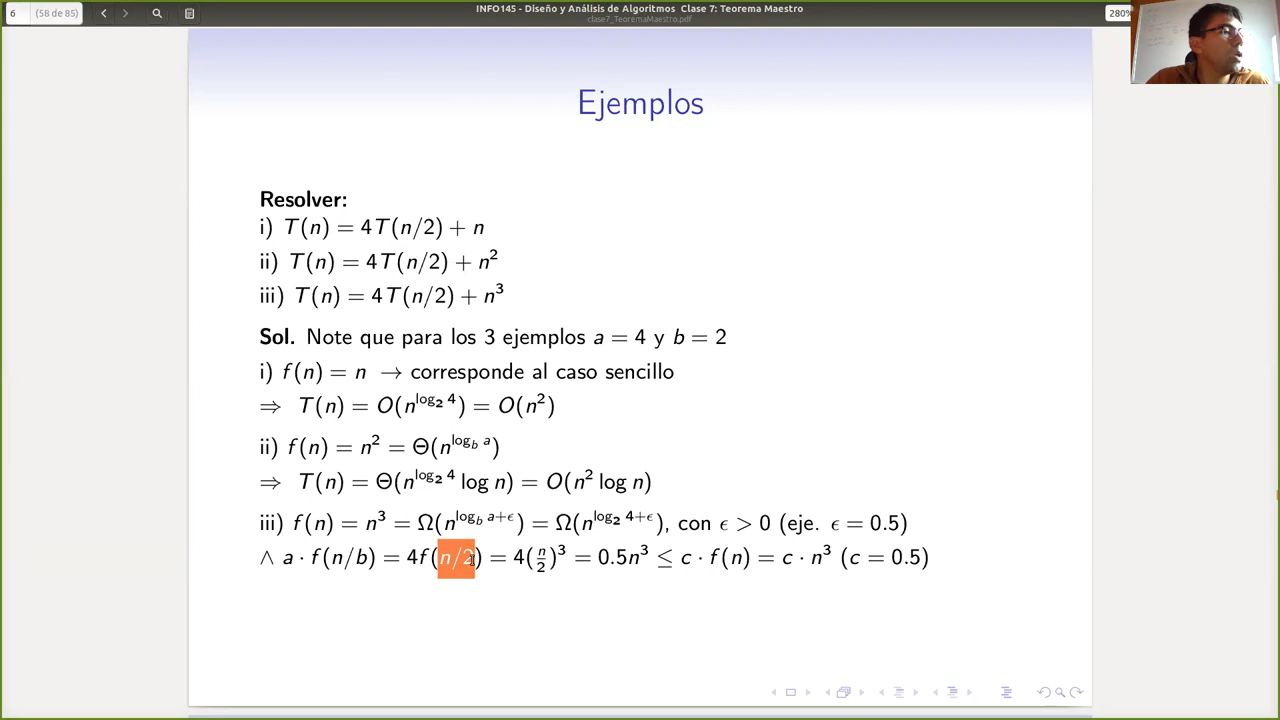 6 (58 de 85)
INFO145 - Diseño y Análisis de Algoritmos Clase 7: Teorema Maestro
clase7_TeoremaMaestro.pdf
280%
Ejemplos
Resolver:
i) T(n) = 4T(n/2) + n
ii) T(n) = 4T(n/2) + n²
iii) T(n) = 4T(n/2) + n³
Sol. Note que para los 3 ejemplos a = 4 y b = 2
i) f(n) = n → corresponde al caso sencillo
⇒ T(n) = O(n^{log₂ 4}) = O(n²)
ii) f(n) = n² = Θ(n^{log_b a})
⇒ T(n) = Θ(n^{log₂ 4} log n) = O(n² log n)
iii) f(n) = n³ = Ω(n^{log_b a+ϵ}) = Ω(n^{log₂ 4+ϵ}), con ϵ > 0 (eje. ϵ = 0.5)
∧ a · f(n/b) = 4f(n/2) = 4(n/2)³ = 0.5n³ ≤ c · f(n) = c · n³ (c = 0.5)